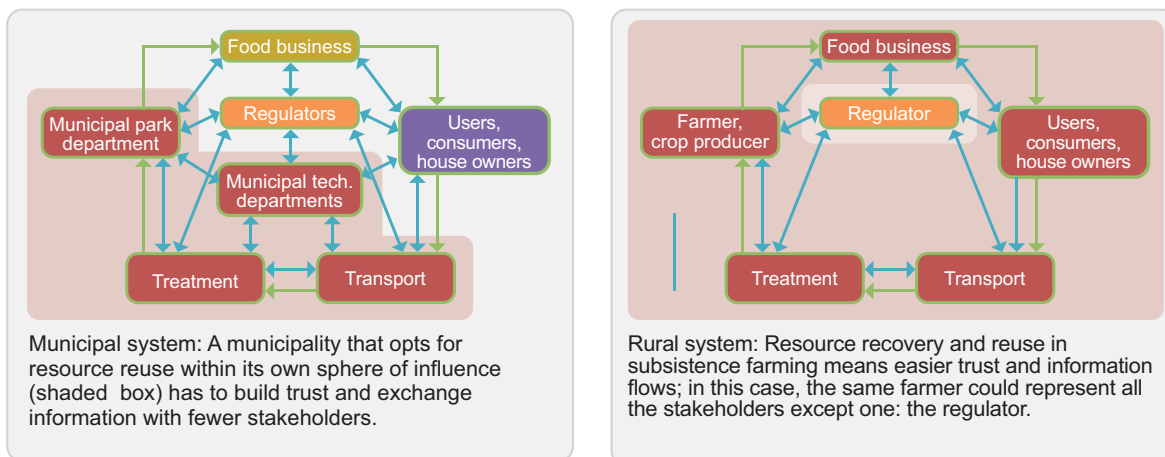 Food business
Regulators
Municipal park
department
Users,
consumers,
house owners
Municipal tech.
departments
Treatment
Transport
Municipal system: A municipality that opts for
resource reuse within its own sphere of influence
(shaded  box) has to build trust and exchange
information with fewer stakeholders.
Food business
Regulator
Farmer,
crop producer
Users,
consumers,
house owners
Treatment
Transport
Rural system: Resource recovery and reuse in
subsistence farming means easier trust and information
flows; in this case, the same farmer could represent all
the stakeholders except one: the regulator.